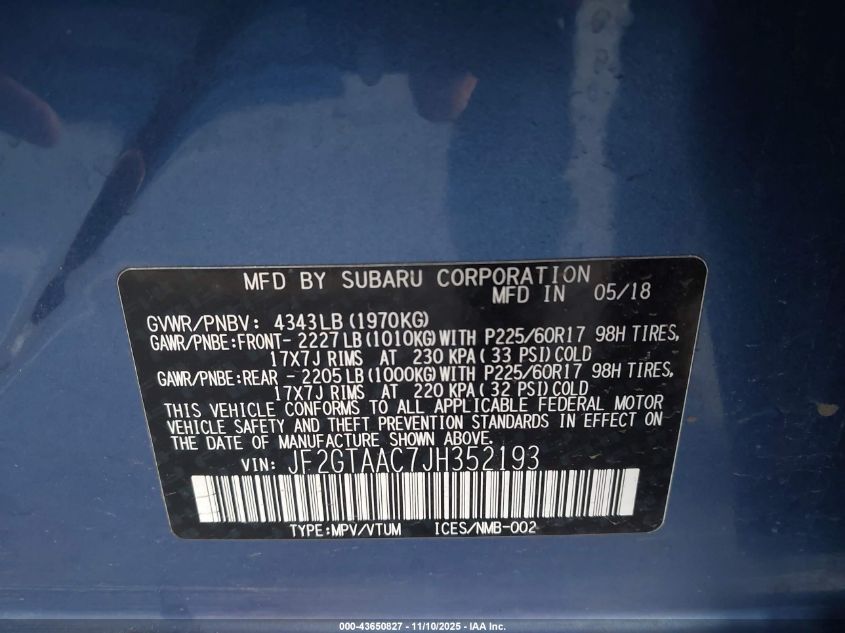 MFD BY SUBARU CORPORATION
MFD IN 05/18
GVWR/PNBV: 4343LB (1970KG)
GAWR/PNBE:FRONT- 2227 LB (1010KG) WITH P225/60R17 98H TIRES,
17X7J RIMS AT 230 KPA ( 33 PSI) COLD
GAWR/PNBE:REAR - 2205 LB (1000KG) WITH P225/60R17 98H TIRES,
17X7J RIMS AT 220 KPA ( 32 PSI) COLD
THIS VEHICLE CONFORMS TO ALL APPLICABLE FEDERAL MOTOR
VEHICLE SAFETY AND THEFT PREVENTION STANDARDS IN EFFECT ON
THE DATE OF MANUFACTURE SHOWN ABOVE.
VIN: JF2GTAAC7JH352193
TYPE:MPV/VTUM ICES/NMB-002
000-43650827 - 11/10/2025 - IAA Inc.